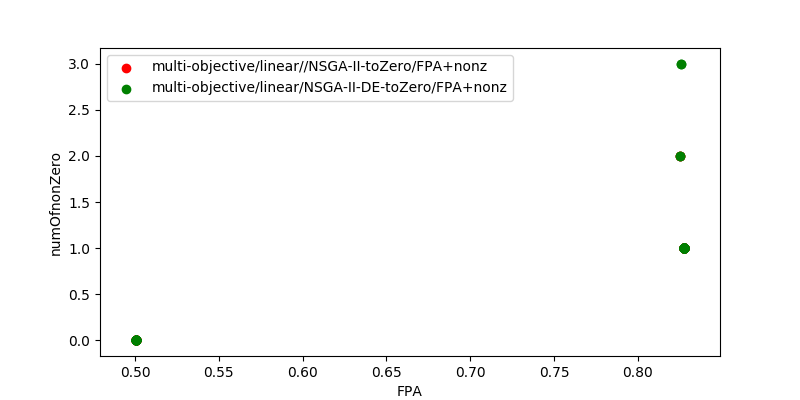 multi-objective/linear//NSGA-II-toZero/FPA+nonz
multi-objective/linear/NSGA-II-DE-toZero/FPA+nonz
3.0
2.5
2.0
1.5
1.0
0.5
0.0
numOfnonZero
0.50 0.55 0.60 0.65 0.70 0.75 0.80
FPA